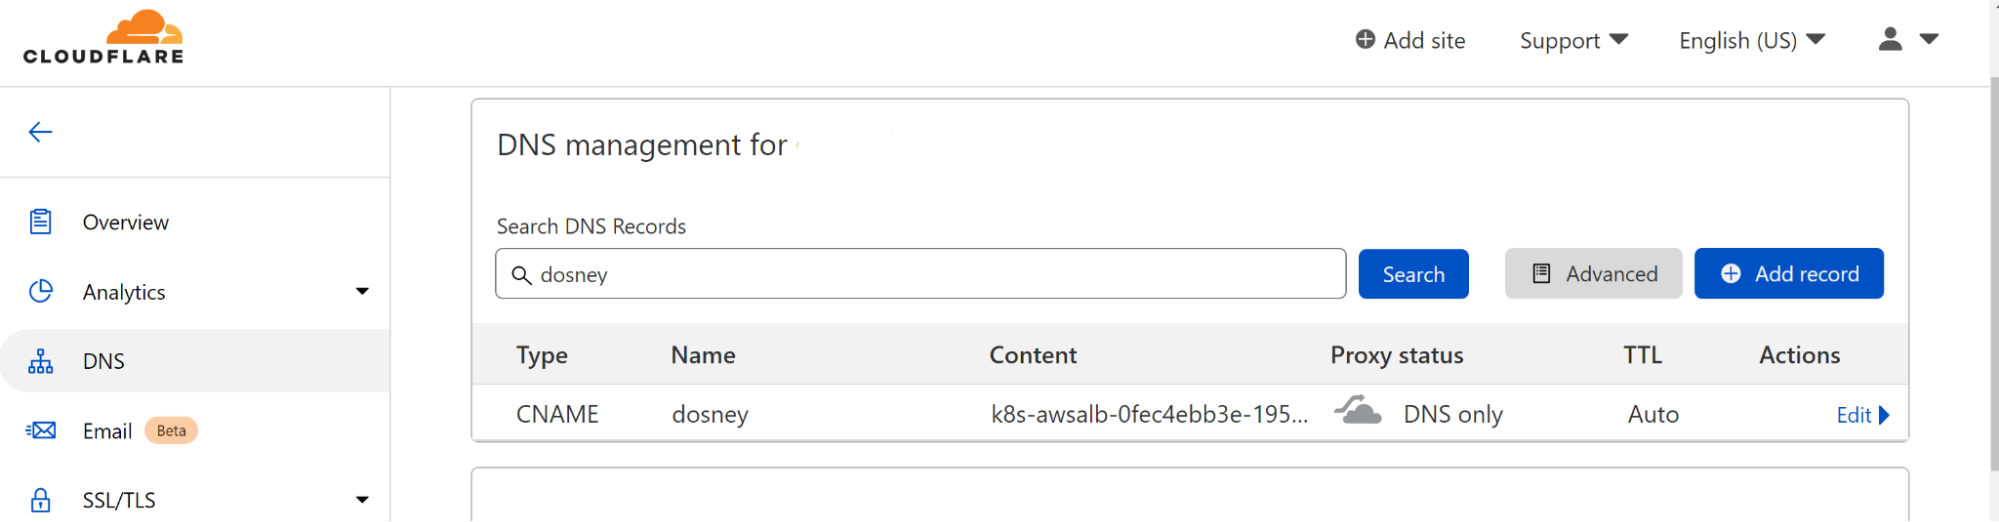 CLOUDFLARE
Add site
Support
English (US)
DNS management for
Search DNS Records
dosney
Search
Advanced
Add record
Overview
Analytics
DNS
Email Beta
SSL/TLS
Type Name Content Proxy status TTL Actions
CNAME dosney k8s-awsalb-0fec4ebb3e-195... DNS only Auto Edit